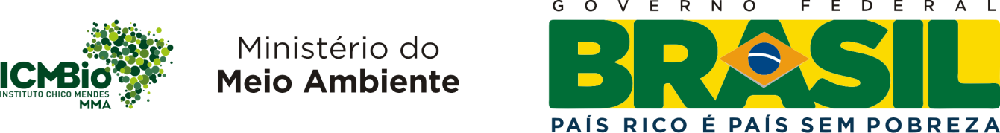 ICMBio
INSTITUTO CHICO MENDES
MMA
Ministério do
Meio Ambiente
GOVERNO FEDERAL
BRASIL
PAÍS RICO É PAÍS SEM POBREZA